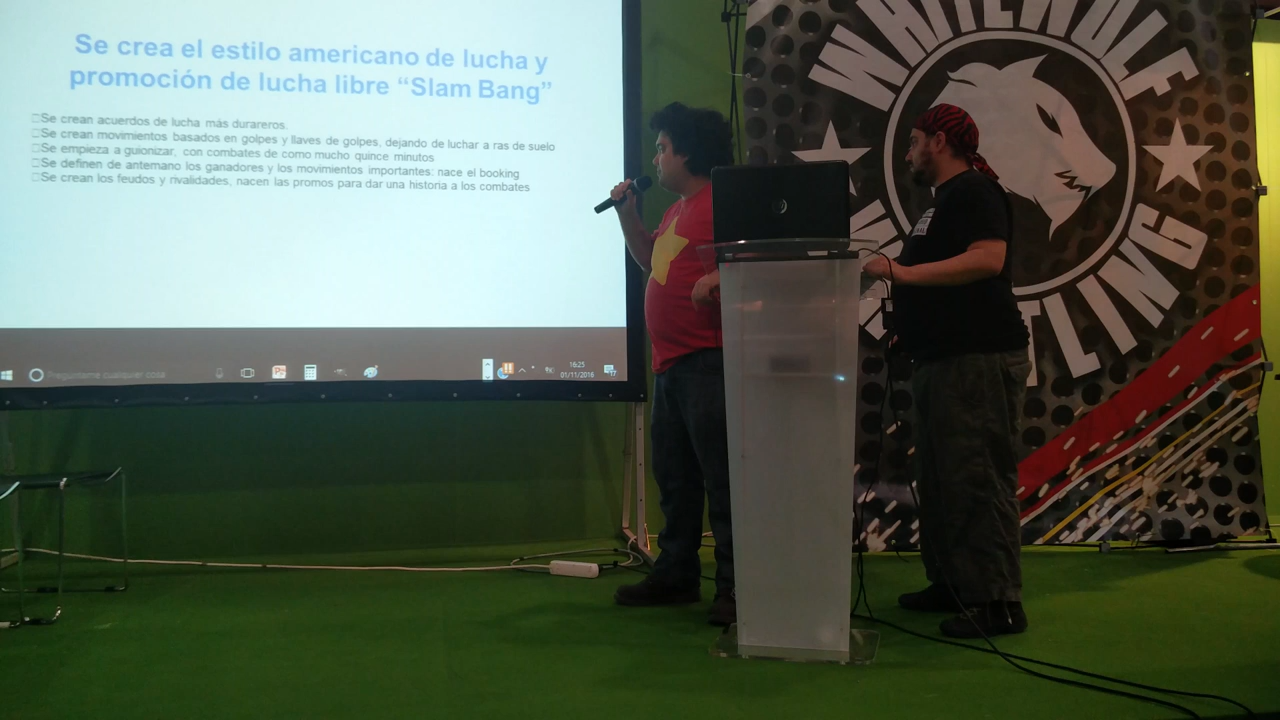 Se crea el estilo americano de lucha y
promoción de lucha libre “Slam Bang”
Se crean acuerdos de lucha más durareros.
Se crean movimientos basados en golpes y llaves de golpes, dejando de luchar a ras de suelo
Se empieza a guionizar, con combates de como mucho quince minutos
Se definen de antemano los ganadores y los movimientos importantes: nace el booking
Se crean los feudos y rivalidades, nacen las promos para dar una historia a los combates
Pregúntame cualquier cosa
16:25
01/11/2016
WHITEWOLF
TLING